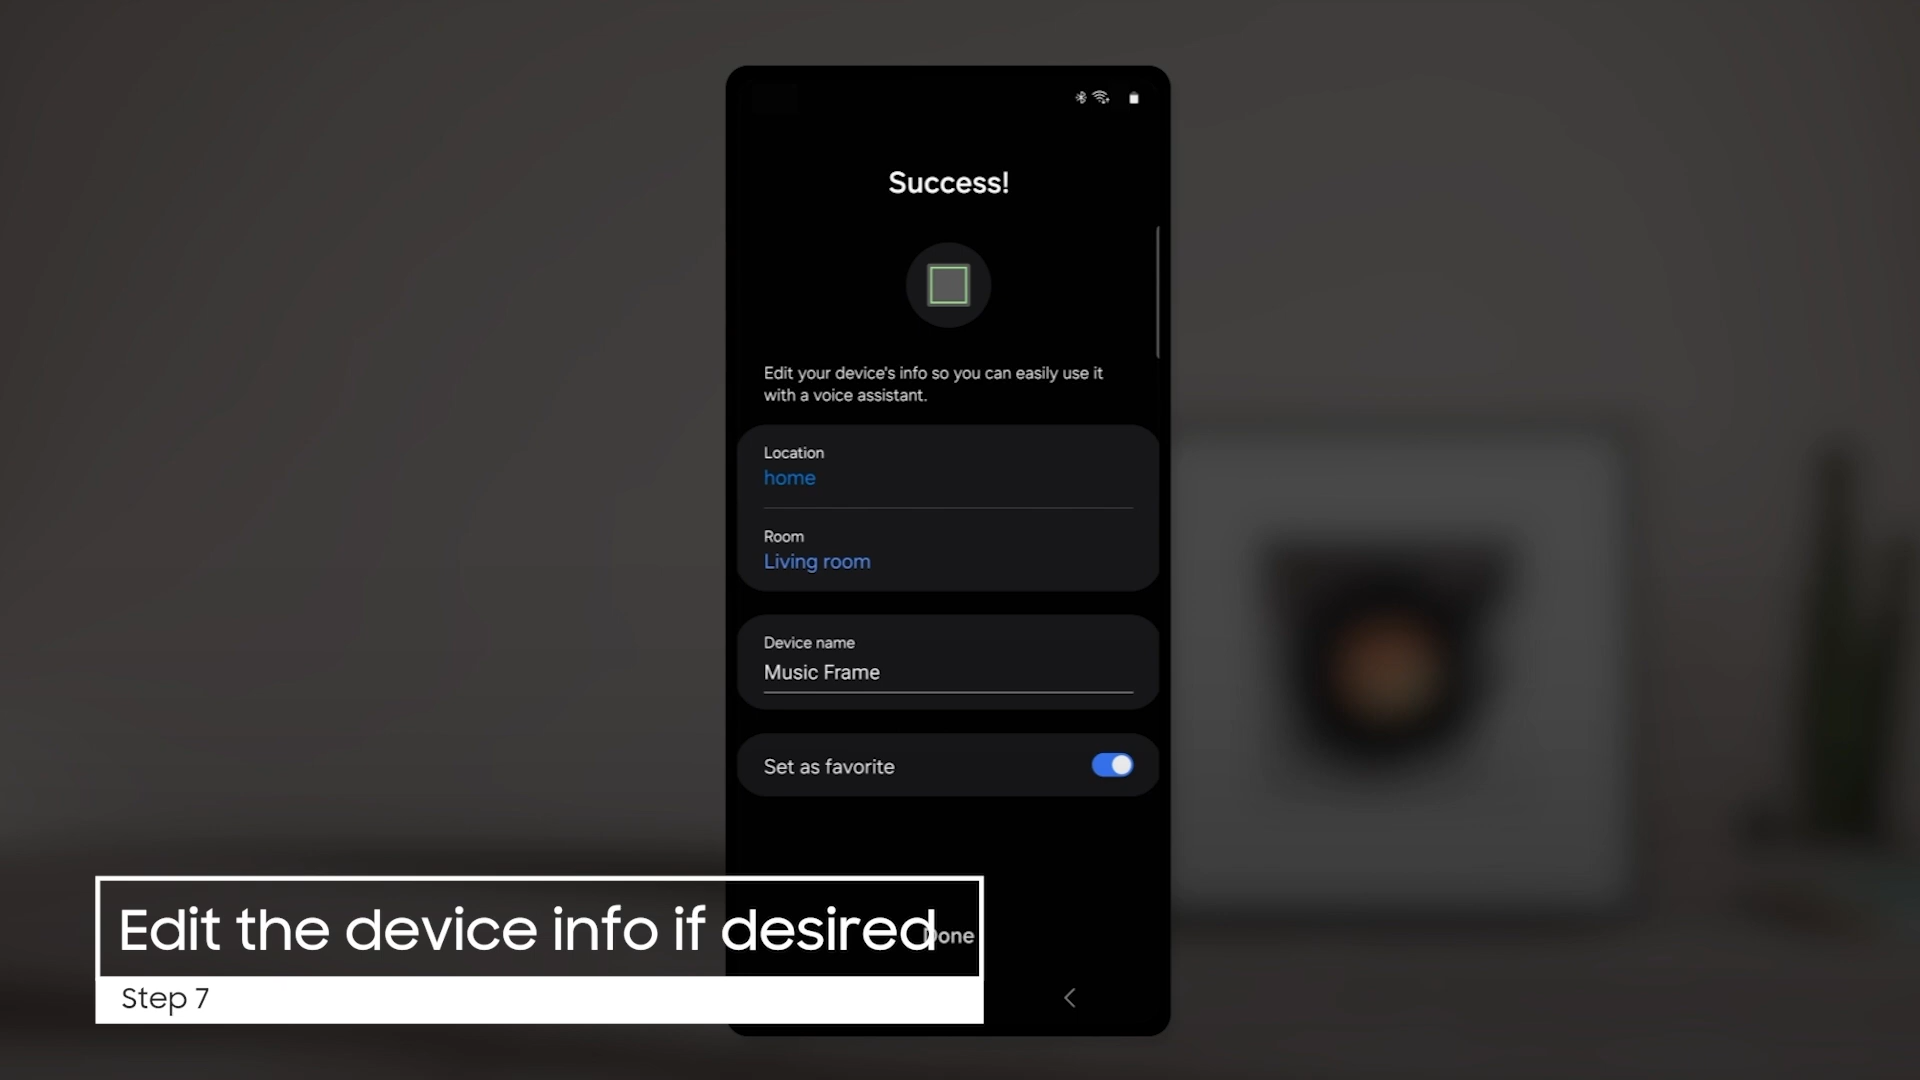 Success!
Edit your device's info so you can easily use it
with a voice assistant.
Location
home
Room
Living room
Device name
Music Frame
Set as favorite
Done
Edit the device info if desired
Step 7